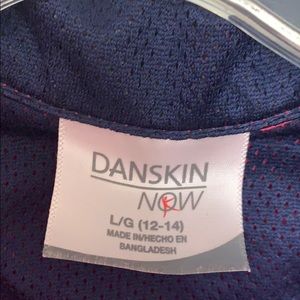 DANSKIN
NOW
L/G (12-14)
MADE IN/HECHO EN
BANGLADESH